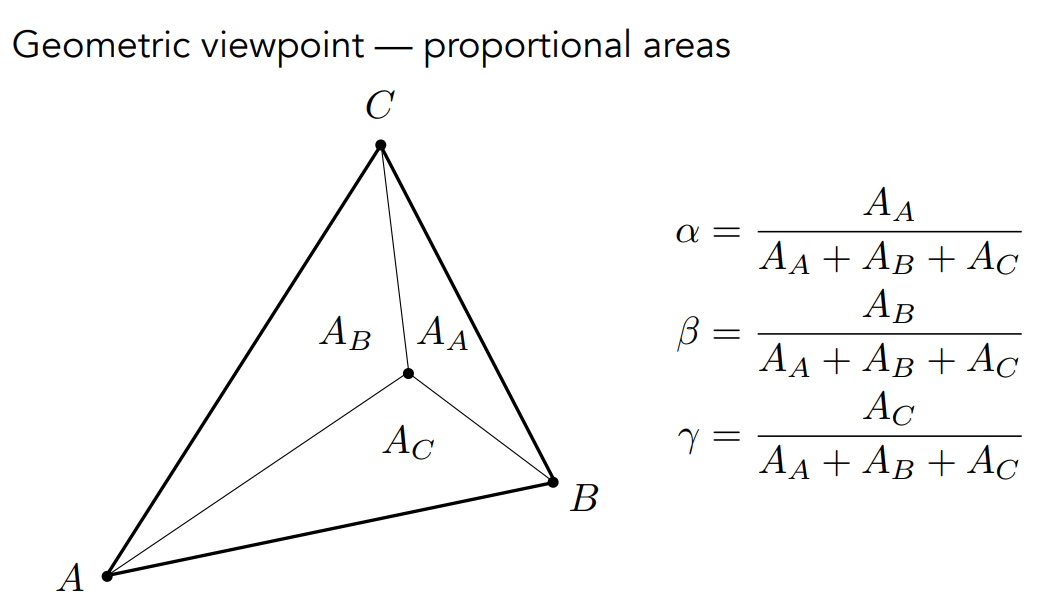 Geometric viewpoint — proportional areas
C
A_B A_A
A_C
B
A
α = A_A / (A_A + A_B + A_C)
β = A_B / (A_A + A_B + A_C)
γ = A_C / (A_A + A_B + A_C)